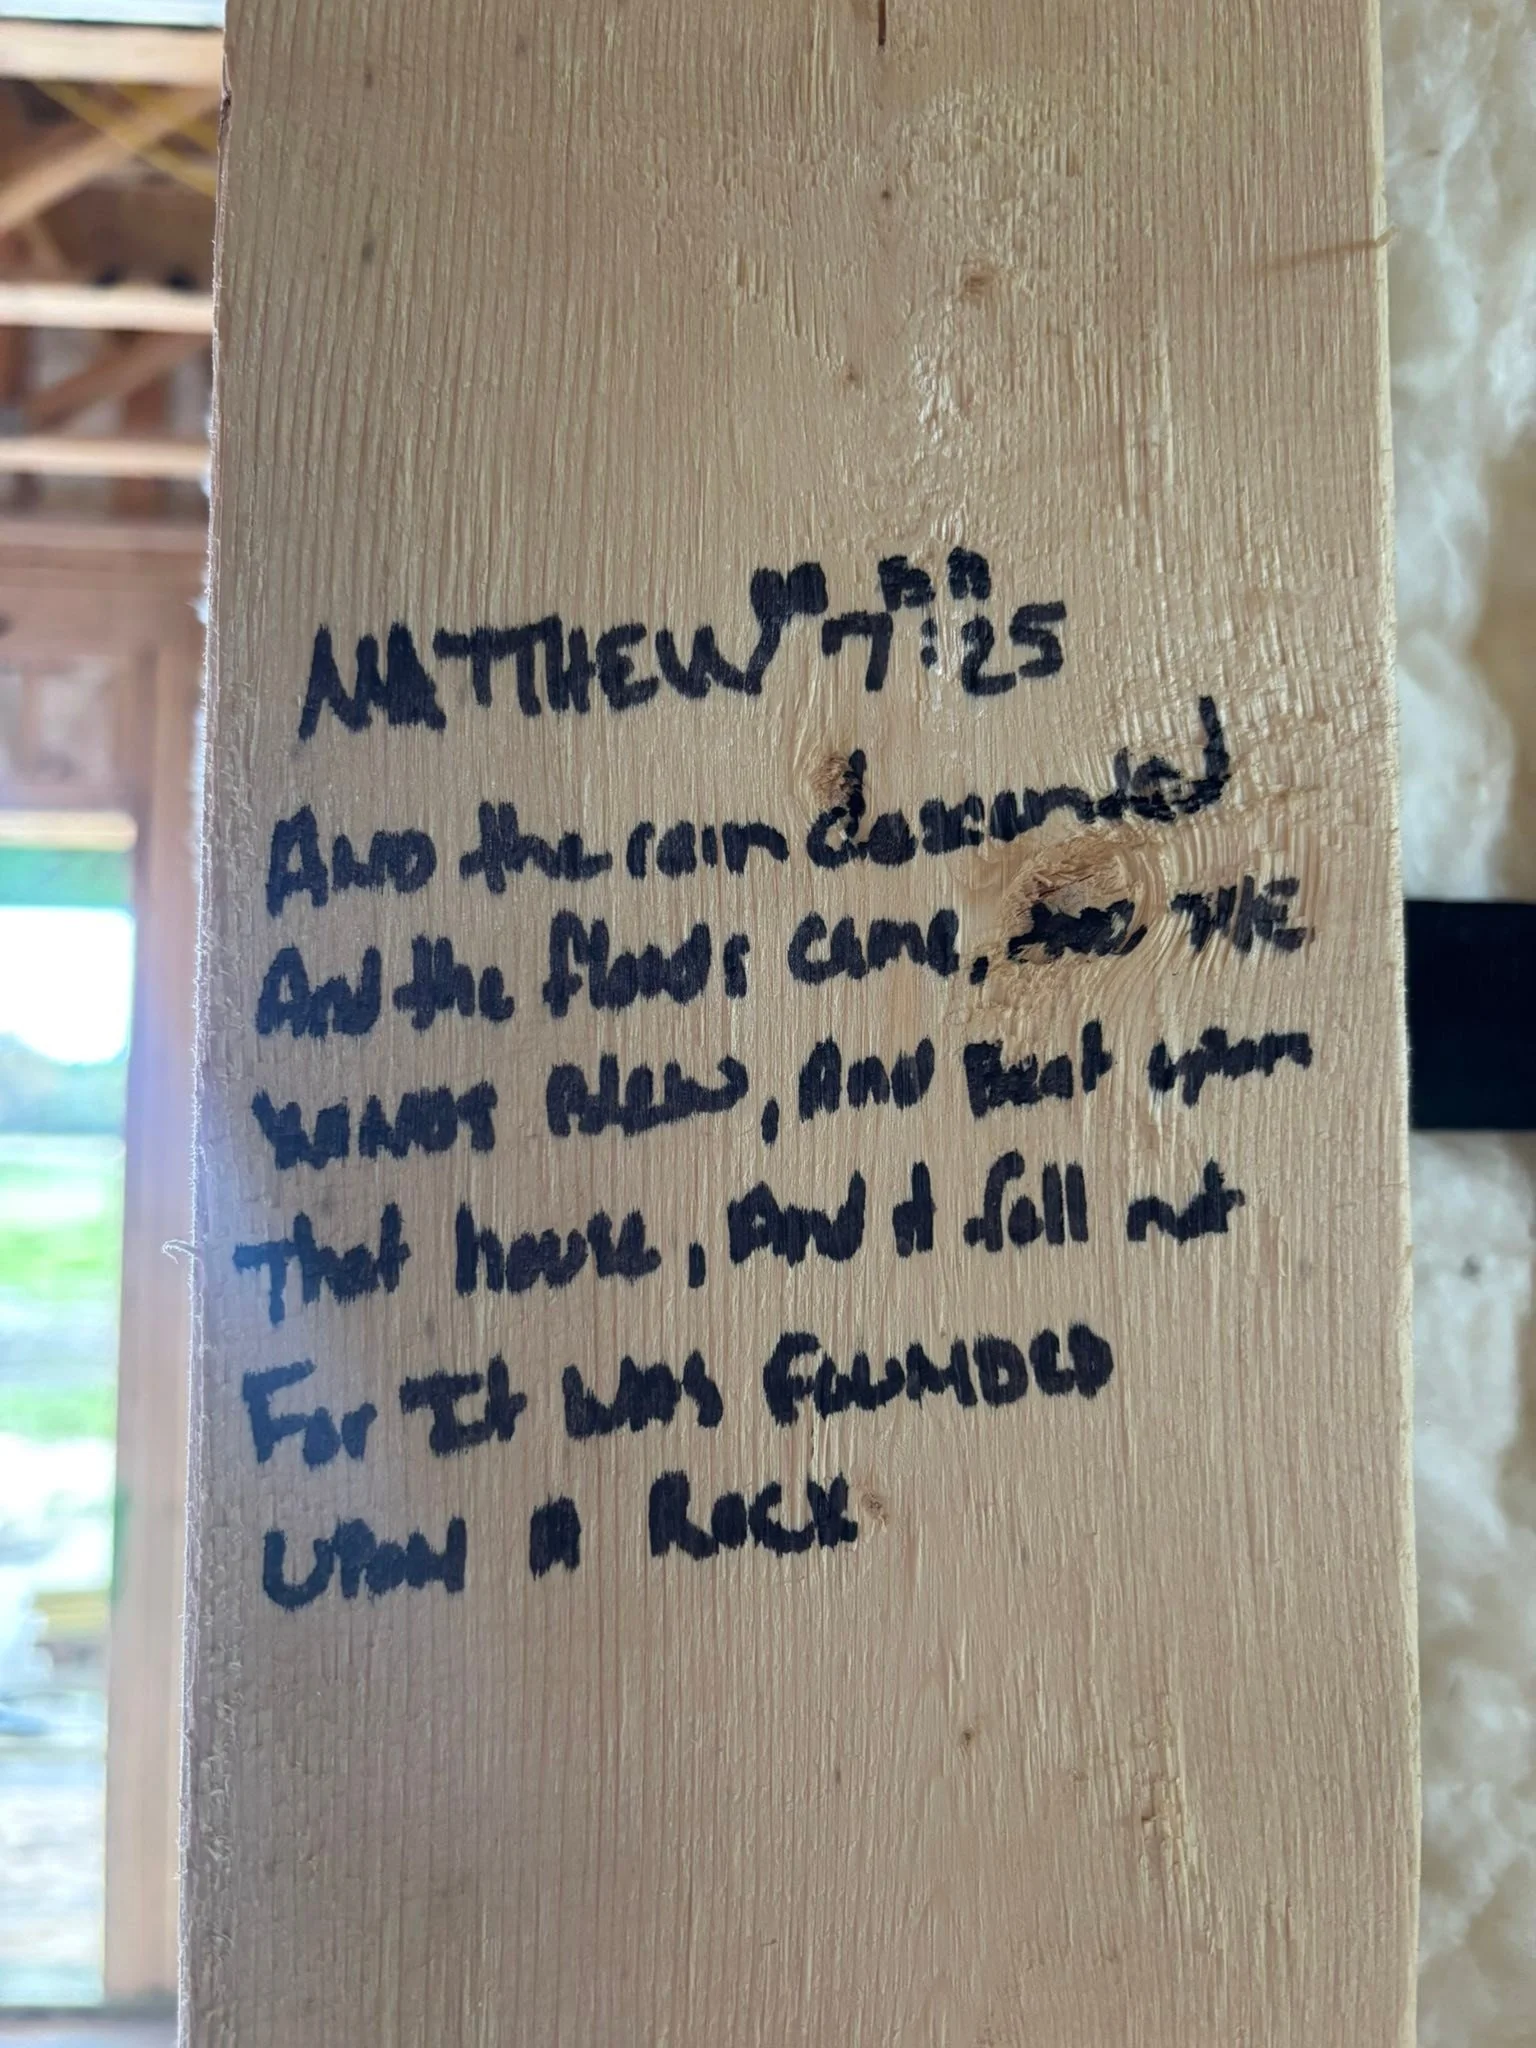 MATTHEW 7:25
AND the rain descended
And the floods came, and THE
WINDS BLEW, AND Beat upon
That house, And it fell not
For It WAS FOUNDED
UPON A ROCK